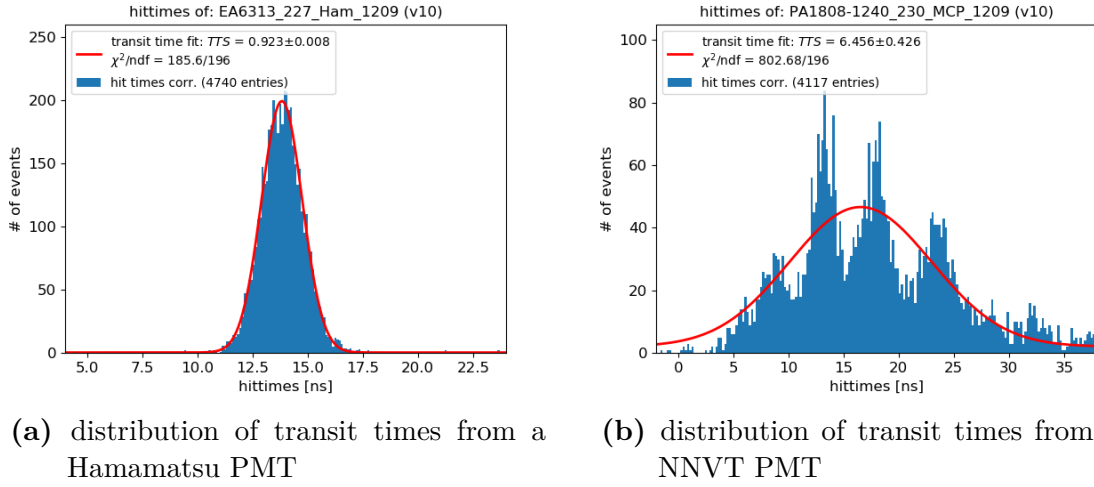 hittimes of: EA6313_227_Ham_1209 (v10)
transit time fit: TTS = 0.923±0.008
χ²/ndf = 185.6/196
hit times corr. (4740 entries)
# of events
250
200
150
100
50
0
5.0 7.5 10.0 12.5 15.0 17.5 20.0 22.5
hittimes [ns]
(a) distribution of transit times from a
Hamamatsu PMT
hittimes of: PA1808-1240_230_MCP_1209 (v10)
transit time fit: TTS = 6.456±0.426
χ²/ndf = 802.68/196
hit times corr. (4117 entries)
# of events
100
80
60
40
20
0
0 5 10 15 20 25 30 35
hittimes [ns]
(b) distribution of transit times from
NNVT PMT